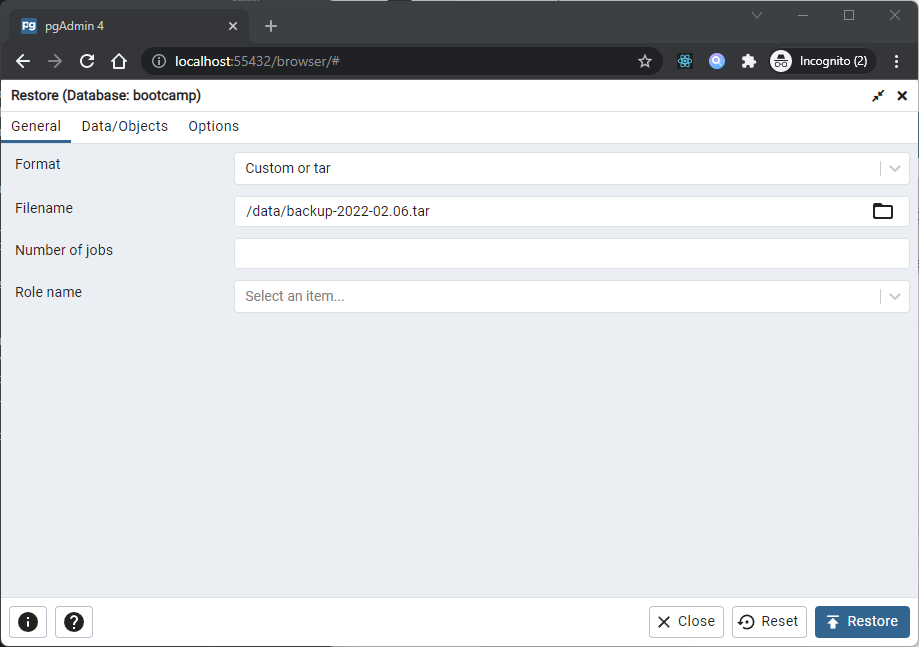 pg pgAdmin 4
localhost:55432/browser/#
Incognito (2)
Restore (Database: bootcamp)
General Data/Objects Options
Format Custom or tar
Filename /data/backup-2022-02.06.tar
Number of jobs
Role name Select an item...
Close Reset Restore